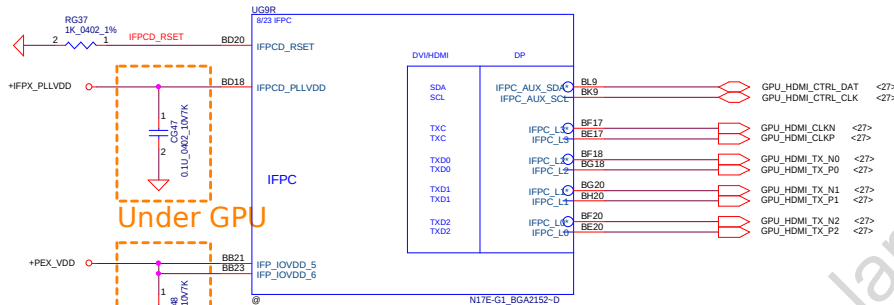 UG9R
8/23 IFPC
RG37
1K_0402_1%
2 1 IFPCD_RSET BD20 IFPCD_RSET
DVI/HDMI DP
+IFPX_PLLVDD BD18 IFPCD_PLLVDD
SDA IFPC_AUX_SDA* BL9 GPU_HDMI_CTRL_DAT <27>
SCL IFPC_AUX_SCL BK9 GPU_HDMI_CTRL_CLK <27>
1
2
CG47
0.1U_0402_10V7K
TXC IFPC_L3* BF17 GPU_HDMI_CLKN <27>
TXC IFPC_L3 BE17 GPU_HDMI_CLKP <27>
TXD0 IFPC_L2* BF18 GPU_HDMI_TX_N0 <27>
TXD0 IFPC_L2 BG18 GPU_HDMI_TX_P0 <27>
IFPC
TXD1 IFPC_L1* BG20 GPU_HDMI_TX_N1 <27>
TXD1 IFPC_L1 BH20 GPU_HDMI_TX_P1 <27>
Under GPU
TXD2 IFPC_L0* BF20 GPU_HDMI_TX_N2 <27>
TXD2 IFPC_L0 BE20 GPU_HDMI_TX_P2 <27>
+PEX_VDD BB21 IFP_IOVDD_5
BB23 IFP_IOVDD_6
1
@ N17E-G1_BGA2152~D